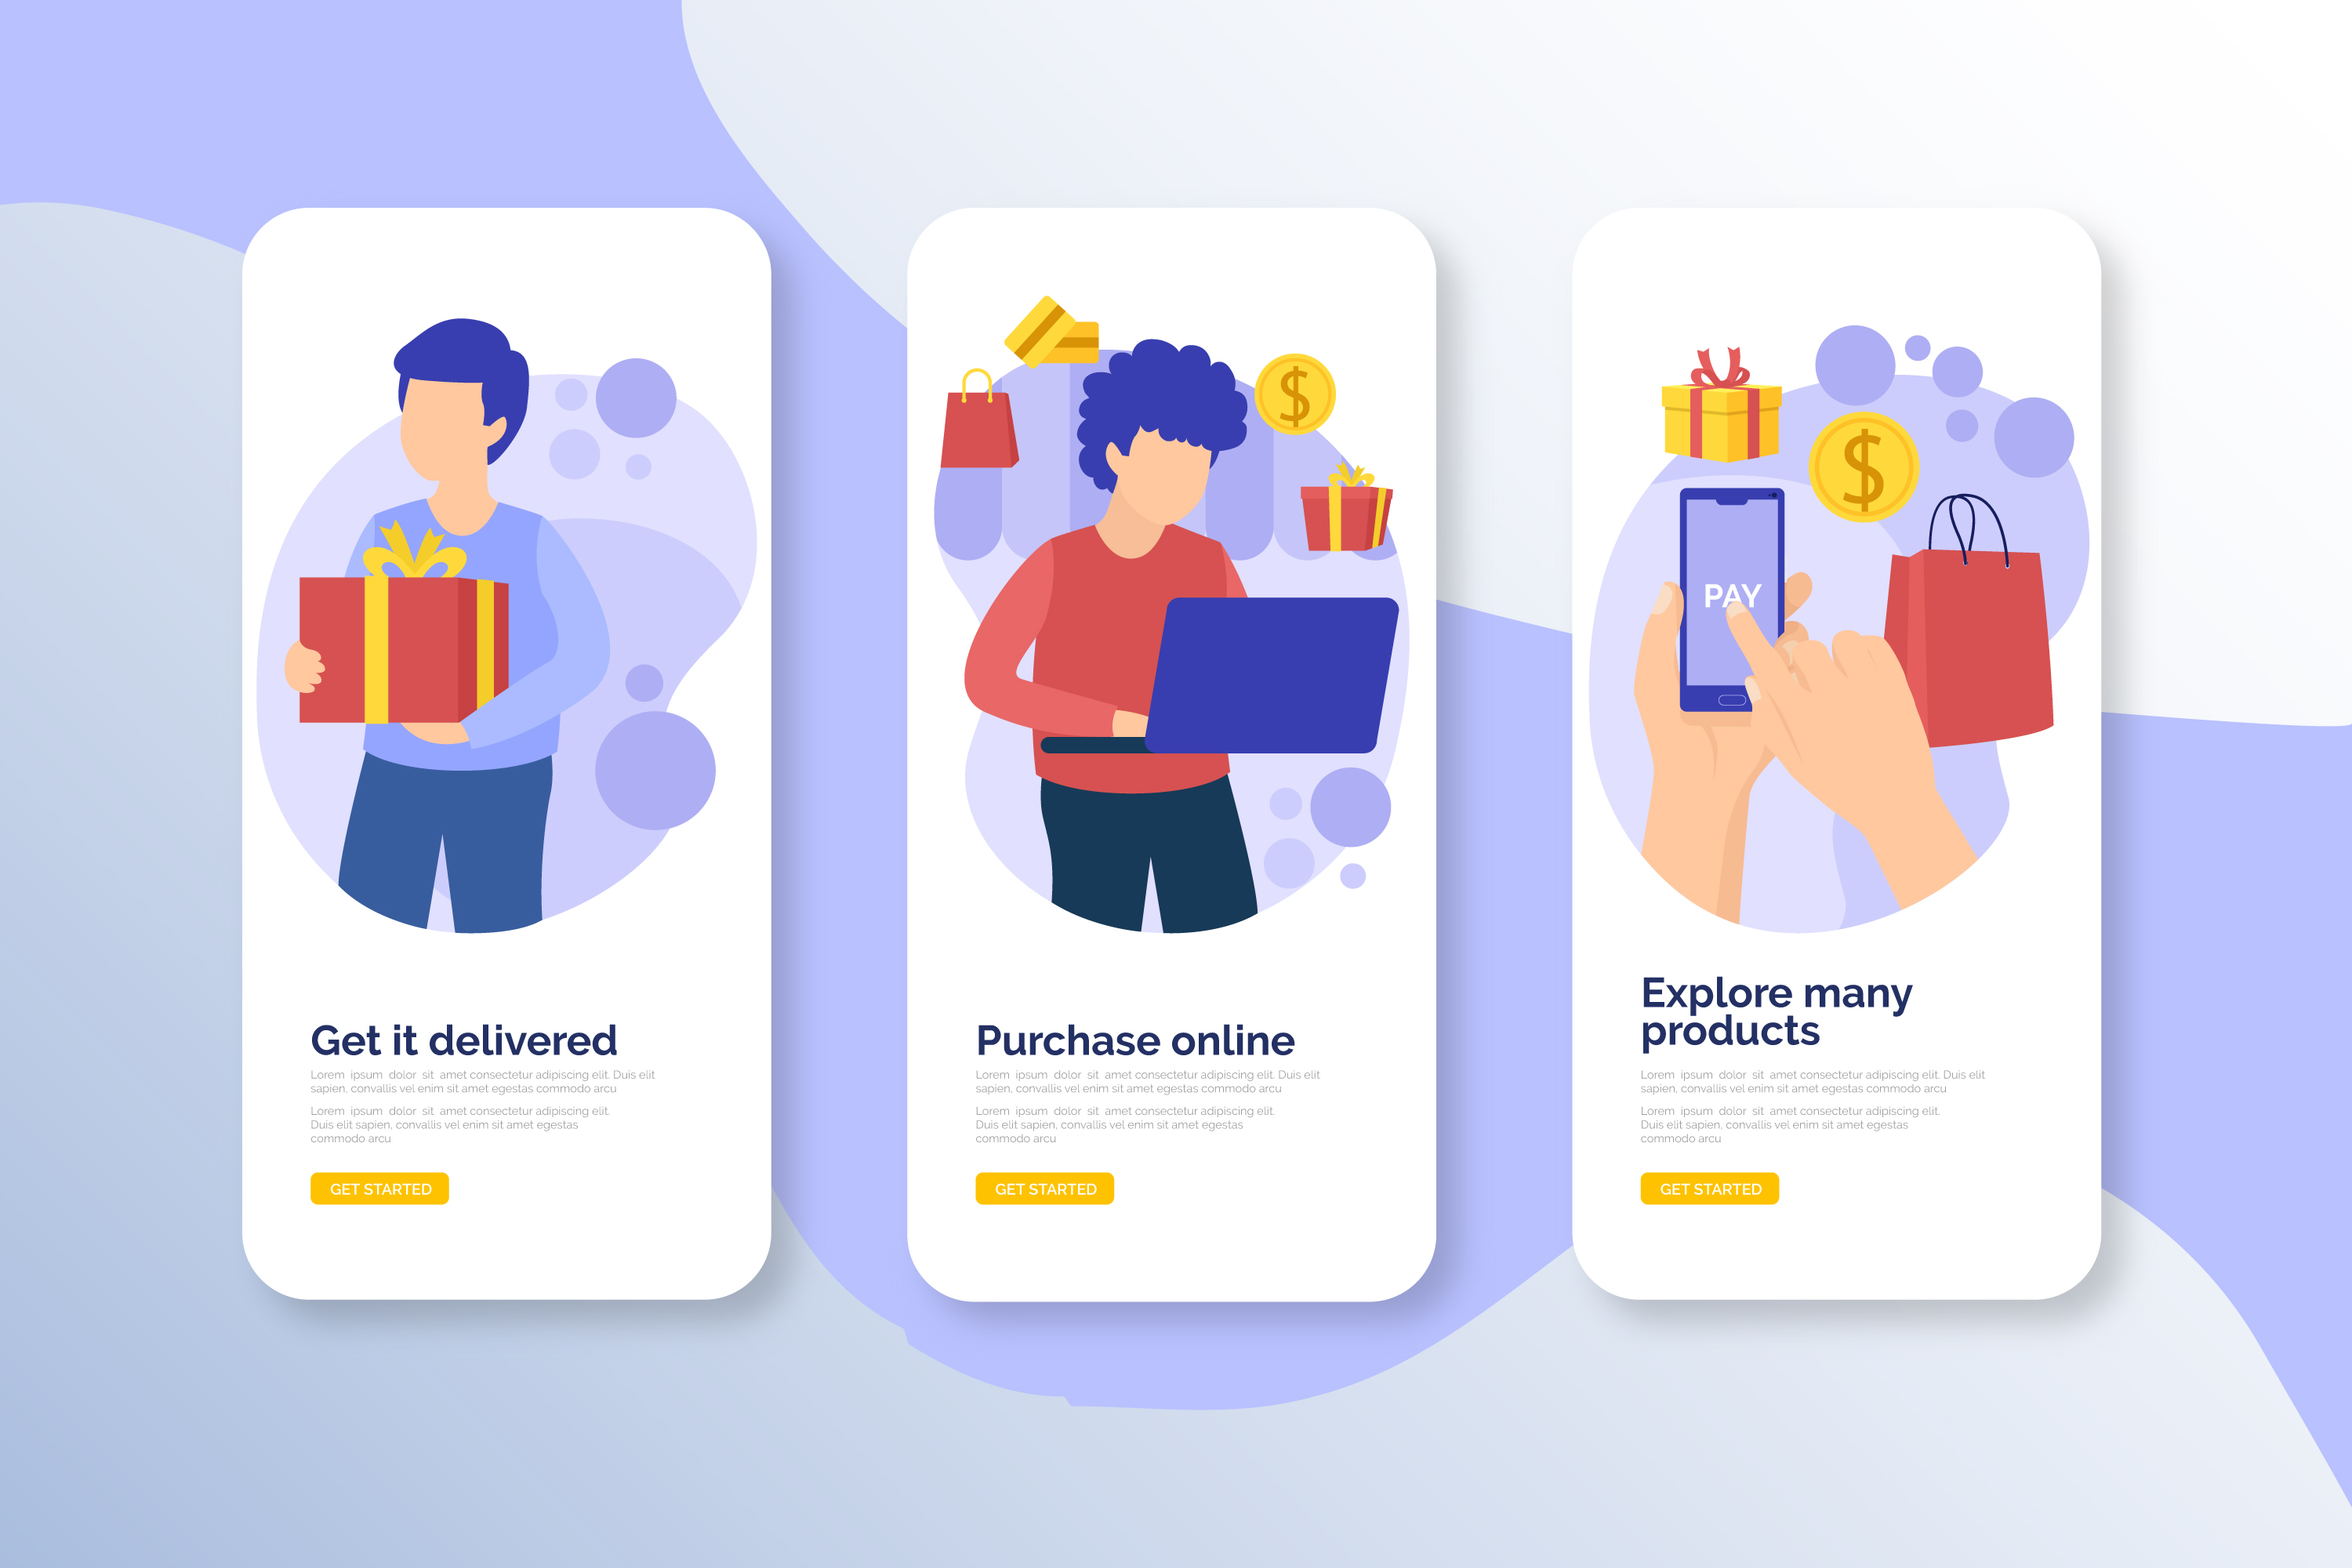 Get it delivered
Lorem ipsum dolor sit amet consectetur adipiscing elit. Duis elit
sapien, convallis vel enim sit amet egestas commodo arcu
Lorem ipsum dolor sit amet consectetur adipiscing elit.
Duis elit sapien, convallis vel enim sit amet egestas
commodo arcu
GET STARTED
$
Purchase online
Lorem ipsum dolor sit amet consectetur adipiscing elit. Duis elit
sapien, convallis vel enim sit amet egestas commodo arcu
Lorem ipsum dolor sit amet consectetur adipiscing elit.
Duis elit sapien, convallis vel enim sit amet egestas
commodo arcu
GET STARTED
$
PAY
Explore many
products
Lorem ipsum dolor sit amet consectetur adipiscing elit. Duis elit
sapien, convallis vel enim sit amet egestas commodo arcu
Lorem ipsum dolor sit amet consectetur adipiscing elit.
Duis elit sapien, convallis vel enim sit amet egestas
commodo arcu
GET STARTED